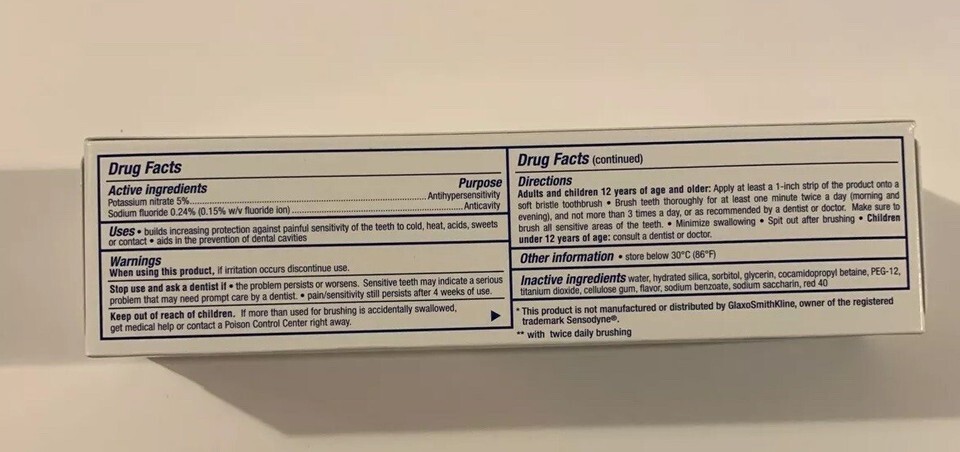 Drug Facts
Active ingredients Purpose
Potassium nitrate 5%.......................................................Antihypersensitivity
Sodium fluoride 0.24% (0.15% w/v fluoride ion).......................................................Anticavity
Uses • builds increasing protection against painful sensitivity of the teeth to cold, heat, acids, sweets
or contact • aids in the prevention of dental cavities
Warnings
When using this product, if irritation occurs discontinue use.
Stop use and ask a dentist if • the problem persists or worsens. Sensitive teeth may indicate a serious
problem that may need prompt care by a dentist. • pain/sensitivity still persists after 4 weeks of use.
Keep out of reach of children. If more than used for brushing is accidentally swallowed,
get medical help or contact a Poison Control Center right away.
Drug Facts (continued)
Directions
Adults and children 12 years of age and older: Apply at least a 1-inch strip of the product onto a
soft bristle toothbrush • Brush teeth thoroughly for at least one minute twice a day (morning and
evening), and not more than 3 times a day, or as recommended by a dentist or doctor. Make sure to
brush all sensitive areas of the teeth. • Minimize swallowing • Spit out after brushing • Children
under 12 years of age: consult a dentist or doctor.
Other information • store below 30°C (86°F)
Inactive ingredients water, hydrated silica, sorbitol, glycerin, cocamidopropyl betaine, PEG-12,
titanium dioxide, cellulose gum, flavor, sodium benzoate, sodium saccharin, red 40
* This product is not manufactured or distributed by GlaxoSmithKline, owner of the registered
trademark Sensodyne®.
** with twice daily brushing